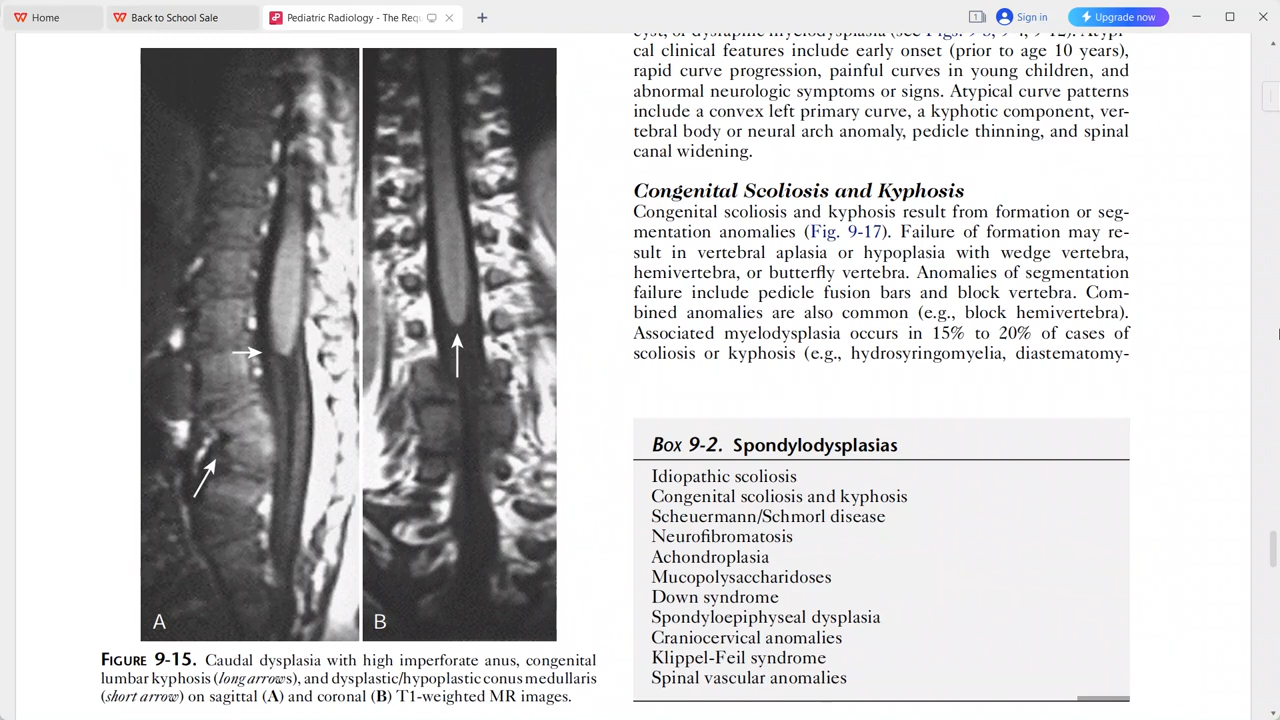 Home
Back to School Sale
Pediatric Radiology - The Requ
1
Sign in
Upgrade now
cal clinical features include early onset (prior to age 10 years),
rapid curve progression, painful curves in young children, and
abnormal neurologic symptoms or signs. Atypical curve patterns
include a convex left primary curve, a kyphotic component, ver-
tebral body or neural arch anomaly, pedicle thinning, and spinal
canal widening.
Congenital Scoliosis and Kyphosis
Congenital scoliosis and kyphosis result from formation or seg-
mentation anomalies (Fig. 9-17). Failure of formation may re-
sult in vertebral aplasia or hypoplasia with wedge vertebra,
hemivertebra, or butterfly vertebra. Anomalies of segmentation
failure include pedicle fusion bars and block vertebra. Com-
bined anomalies are also common (e.g., block hemivertebra).
Associated myelodysplasia occurs in 15% to 20% of cases of
scoliosis or kyphosis (e.g., hydrosyringomyelia, diastematomy-
A
B
FIGURE 9-15. Caudal dysplasia with high imperforate anus, congenital
lumbar kyphosis (long arrows), and dysplastic/hypoplastic conus medullaris
(short arrow) on sagittal (A) and coronal (B) T1-weighted MR images.
BOX 9-2. Spondylodysplasias
Idiopathic scoliosis
Congenital scoliosis and kyphosis
Scheuermann/Schmorl disease
Neurofibromatosis
Achondroplasia
Mucopolysaccharidoses
Down syndrome
Spondyloepiphyseal dysplasia
Craniocervical anomalies
Klippel-Feil syndrome
Spinal vascular anomalies